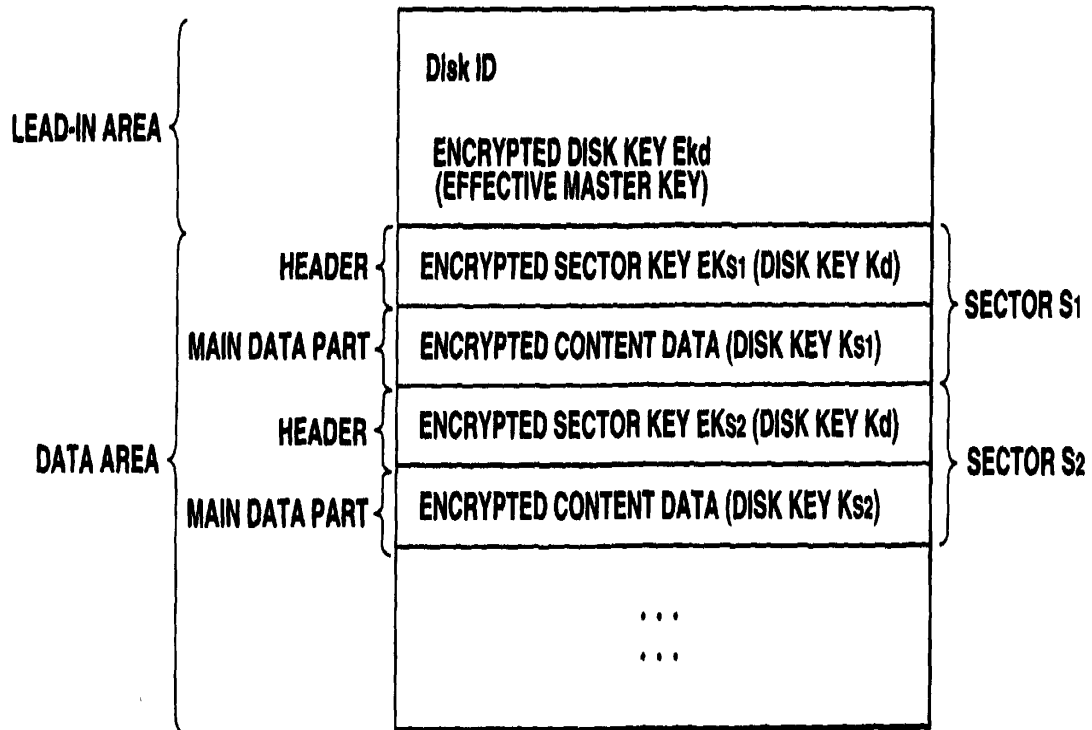 Disk ID
LEAD-IN AREA
ENCRYPTED DISK KEY Ekd
(EFFECTIVE MASTER KEY)
HEADER
ENCRYPTED SECTOR KEY EKS1 (DISK KEY Kd)
SECTOR S1
MAIN DATA PART
ENCRYPTED CONTENT DATA (DISK KEY KS1)
DATA AREA
HEADER
ENCRYPTED SECTOR KEY EKS2 (DISK KEY Kd)
SECTOR S2
MAIN DATA PART
ENCRYPTED CONTENT DATA (DISK KEY KS2)
...
...